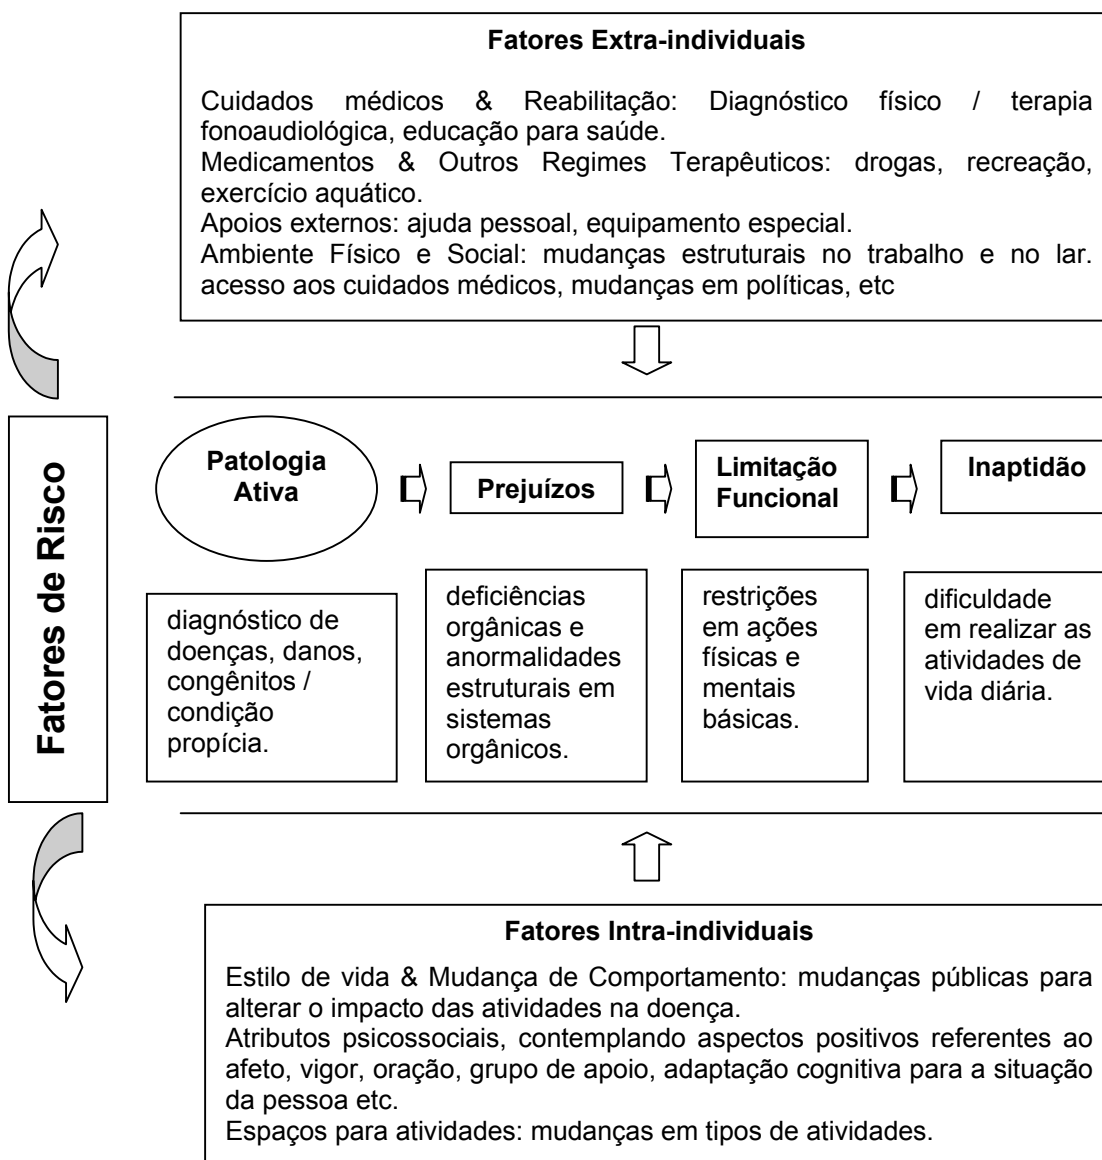 Fatores Extra-individuais
Cuidados médicos & Reabilitação: Diagnóstico físico / terapia
fonoaudiológica, educação para saúde.
Medicamentos & Outros Regimes Terapêuticos: drogas, recreação,
exercício aquático.
Apoios externos: ajuda pessoal, equipamento especial.
Ambiente Físico e Social: mudanças estruturais no trabalho e no lar.
acesso aos cuidados médicos, mudanças em políticas, etc
Fatores de Risco
Patologia
Ativa
Prejuízos
Limitação
Funcional
Inaptidão
diagnóstico de
doenças, danos,
congênitos /
condição
propícia.
deficiências
orgânicas e
anormalidades
estruturais em
sistemas
orgânicos.
restrições
em ações
físicas e
mentais
básicas.
dificuldade
em realizar as
atividades de
vida diária.
Fatores Intra-individuais
Estilo de vida & Mudança de Comportamento: mudanças públicas para
alterar o impacto das atividades na doença.
Atributos psicossociais, contemplando aspectos positivos referentes ao
afeto, vigor, oração, grupo de apoio, adaptação cognitiva para a situação
da pessoa etc.
Espaços para atividades: mudanças em tipos de atividades.